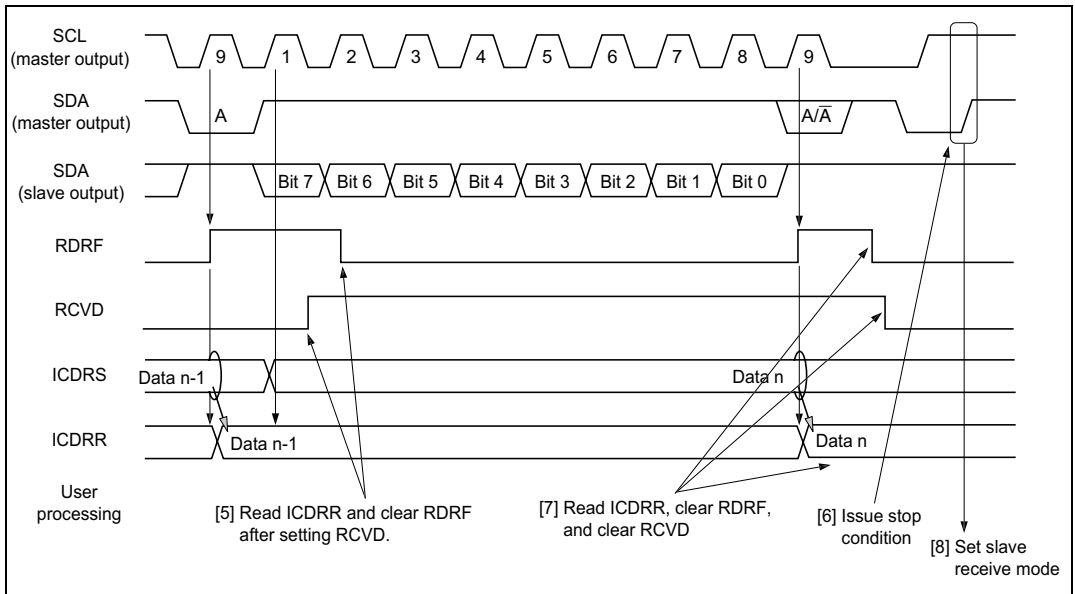 SCL
(master output)
9 1 2 3 4 5 6 7 8 9
SDA
(master output)
A A/A̅
SDA
(slave output)
Bit 7 Bit 6 Bit 5 Bit 4 Bit 3 Bit 2 Bit 1 Bit 0
RDRF
RCVD
ICDRS
Data n-1 Data n
ICDRR
Data n-1 Data n
User
processing
[5] Read ICDRR and clear RDRF
after setting RCVD.
[7] Read ICDRR, clear RDRF,
and clear RCVD
[6] Issue stop
condition
[8] Set slave
receive mode